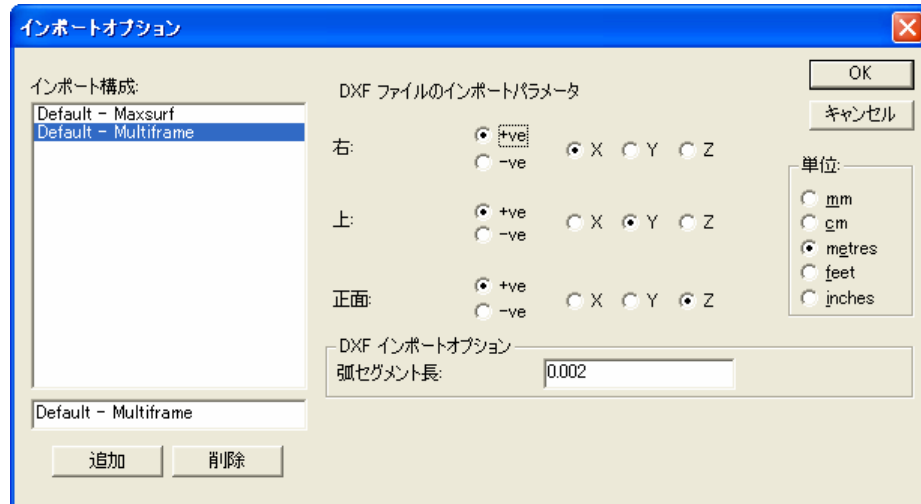 インポートオプション
インポート構成:
Default - Maxsurf
Default - Multiframe
Default - Multiframe
追加 削除
DXF ファイルのインポートパラメータ
右: +ve -ve X Y Z
上: +ve -ve X Y Z
正面: +ve -ve X Y Z
DXF インポートオプション
弧セグメント長: 0.002
OK
キャンセル
単位:
mm
cm
metres
feet
inches